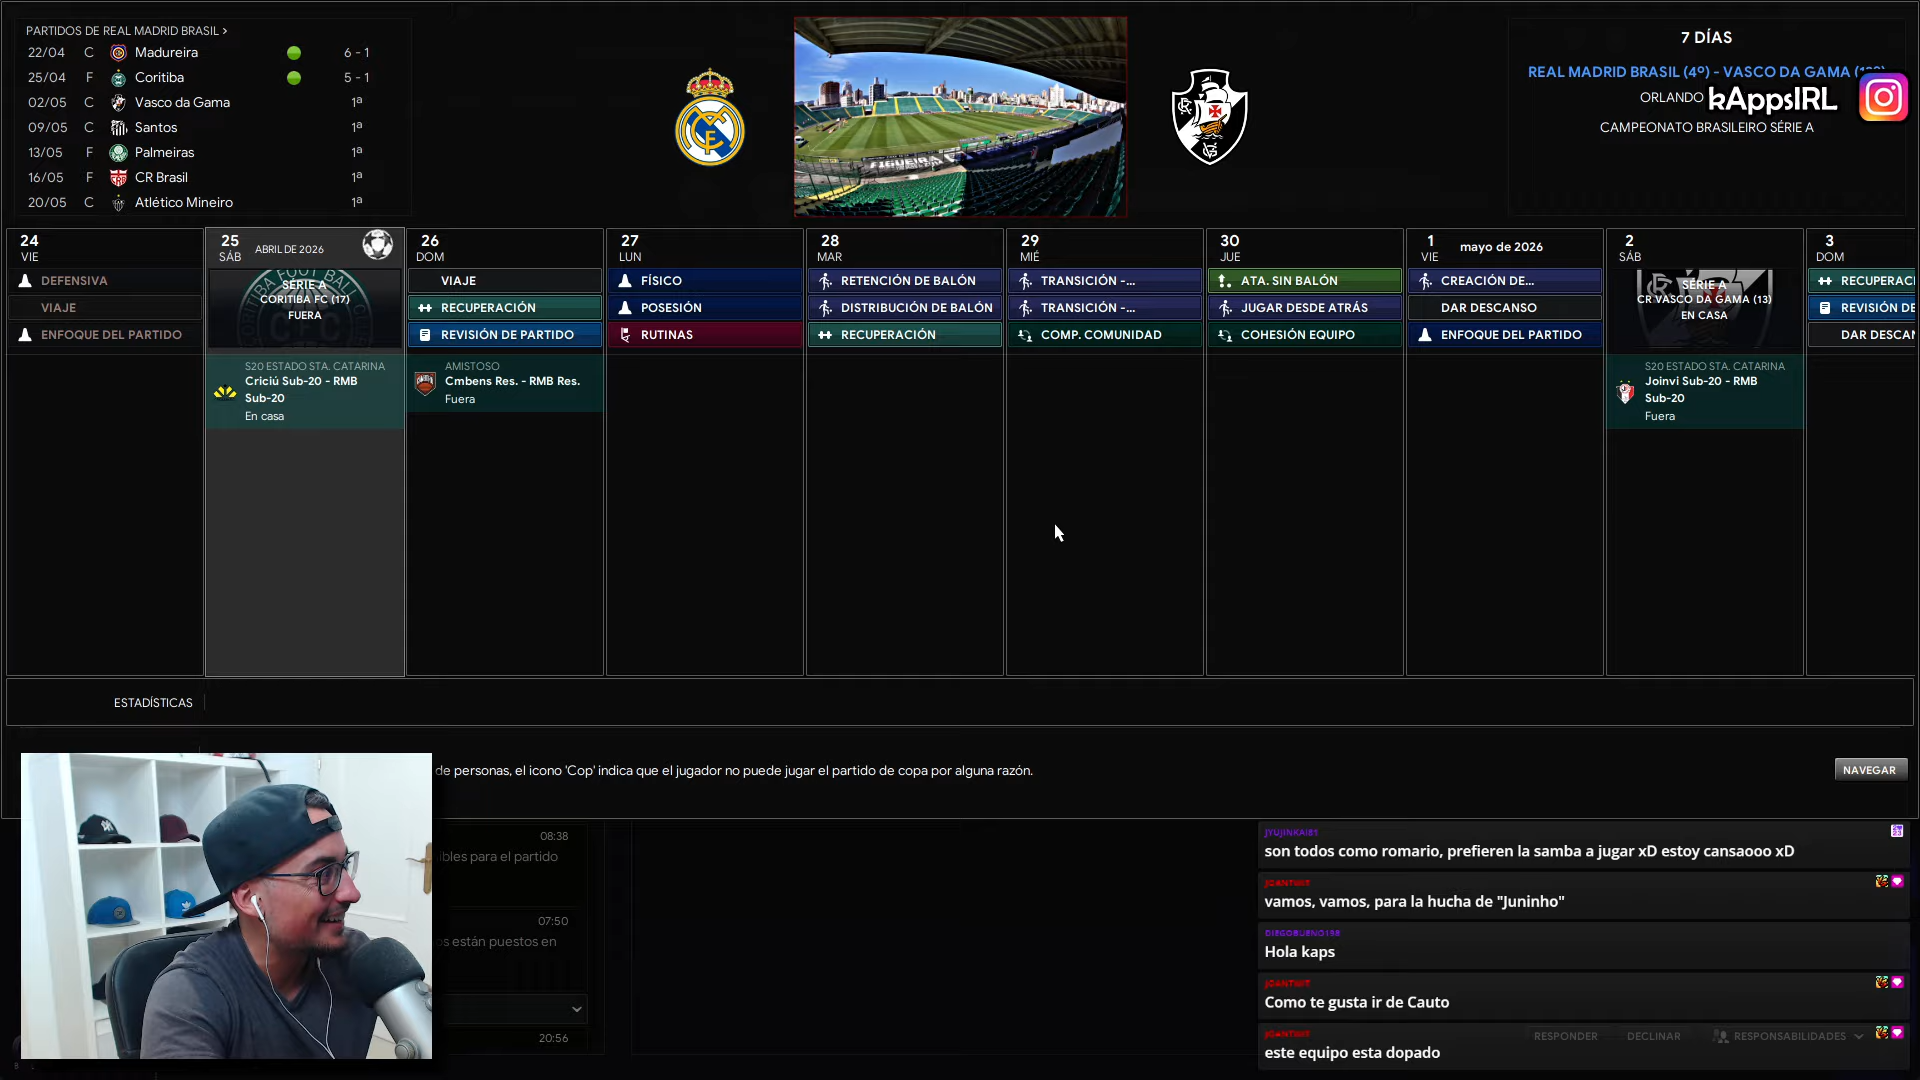 PARTIDOS DE REAL MADRID BRASIL >
22/04 C Madureira 6 - 1
25/04 F Coritiba 5 - 1
02/05 C Vasco da Gama 1ª
09/05 C Santos 1ª
13/05 F Palmeiras 1ª
16/05 F CR Brasil 1ª
20/05 C Atlético Mineiro 1ª
7 DÍAS
REAL MADRID BRASIL (4º) - VASCO DA GAMA
ORLANDO
kAppsIRL
CAMPEONATO BRASILEIRO SÉRIE A
24
VIE
DEFENSIVA
VIAJE
ENFOQUE DEL PARTIDO
25
SÁB
ABRIL DE 2026
SÉRIE A
CORITIBA FC (17)
FUERA
S20 ESTADO STA. CATARINA
Criciú Sub-20 - RMB
Sub-20
En casa
26
DOM
VIAJE
RECUPERACIÓN
REVISIÓN DE PARTIDO
AMISTOSO
Cmbens Res. - RMB Res.
Fuera
27
LUN
FÍSICO
POSESIÓN
RUTINAS
28
MAR
RETENCIÓN DE BALÓN
DISTRIBUCIÓN DE BALÓN
RECUPERACIÓN
29
MIÉ
TRANSICIÓN -...
TRANSICIÓN -...
COMP. COMUNIDAD
30
JUE
ATA. SIN BALÓN
JUGAR DESDE ATRÁS
COHESIÓN EQUIPO
1
VIE
mayo de 2026
CREACIÓN DE...
DAR DESCANSO
ENFOQUE DEL PARTIDO
2
SÁB
SÉRIE A
CR VASCO DA GAMA (13)
EN CASA
S20 ESTADO STA. CATARINA
Joinvi Sub-20 - RMB
Sub-20
Fuera
3
DOM
RECUPERACI
REVISIÓN DE
DAR DESCAN
ESTADÍSTICAS
de personas, el icono 'Cop' indica que el jugador no puede jugar el partido de copa por alguna razón.
NAVEGAR
08:38
ibles para el partido
07:50
os están puestos en
20:56
JYUJINKAI81
son todos como romario, prefieren la samba a jugar xD estoy cansaooo xD
vamos, vamos, para la hucha de "Juninho"
DIEGOBUENO198
Hola kaps
Como te gusta ir de Cauto
este equipo esta dopado
RESPONDER DECLINAR RESPONSABILIDADES